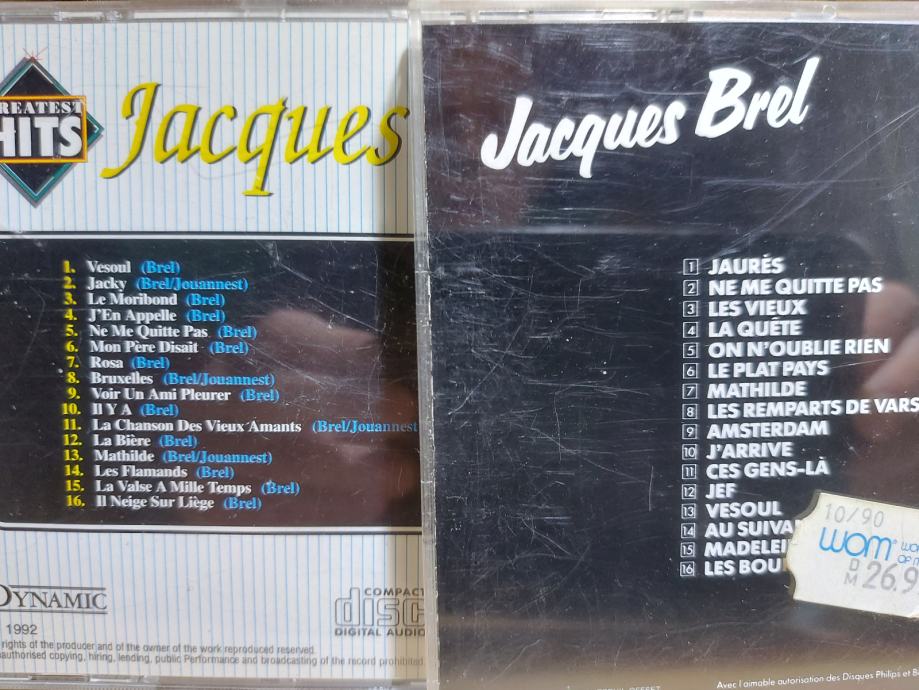 GREATEST
HITS
Jacques
1. Vesoul (Brel)
2. Jacky (Brel/Jouannest)
3. Le Moribond (Brel)
4. J'En Appelle (Brel)
5. Ne Me Quitte Pas (Brel)
6. Mon Père Disait (Brel)
7. Rosa (Brel)
8. Bruxelles (Brel/Jouannest)
9. Voir Un Ami Pleurer (Brel)
10. Il Y A (Brel)
11. La Chanson Des Vieux Amants (Brel/Jouannest
12. La Bière (Brel)
13. Mathilde (Brel/Jouannest)
14. Les Flamands (Brel)
15. La Valse A Mille Temps (Brel)
16. Il Neige Sur Liège (Brel)
DYNAMIC
COMPACT
disc
DIGITAL AUDIO
1992
rights of the producer and of the owner of the work reproduced reserved.
authorised copying, hiring, lending, public Performance and broadcasting of the record prohibited.
Jacques Brel
1 JAURÈS
2 NE ME QUITTE PAS
3 LES VIEUX
4 LA QUÊTE
5 ON N'OUBLIE RIEN
6 LE PLAT PAYS
7 MATHILDE
8 LES REMPARTS DE VARS
9 AMSTERDAM
10 J'ARRIVE
11 CES GENS-LÀ
12 JEF
13 VESOUL
14 AU SUIVA
15 MADELEI
16 LES BOU
10/90
WOM
DM 26.9
Avec l'aimable autorisation des Disques Philips et B